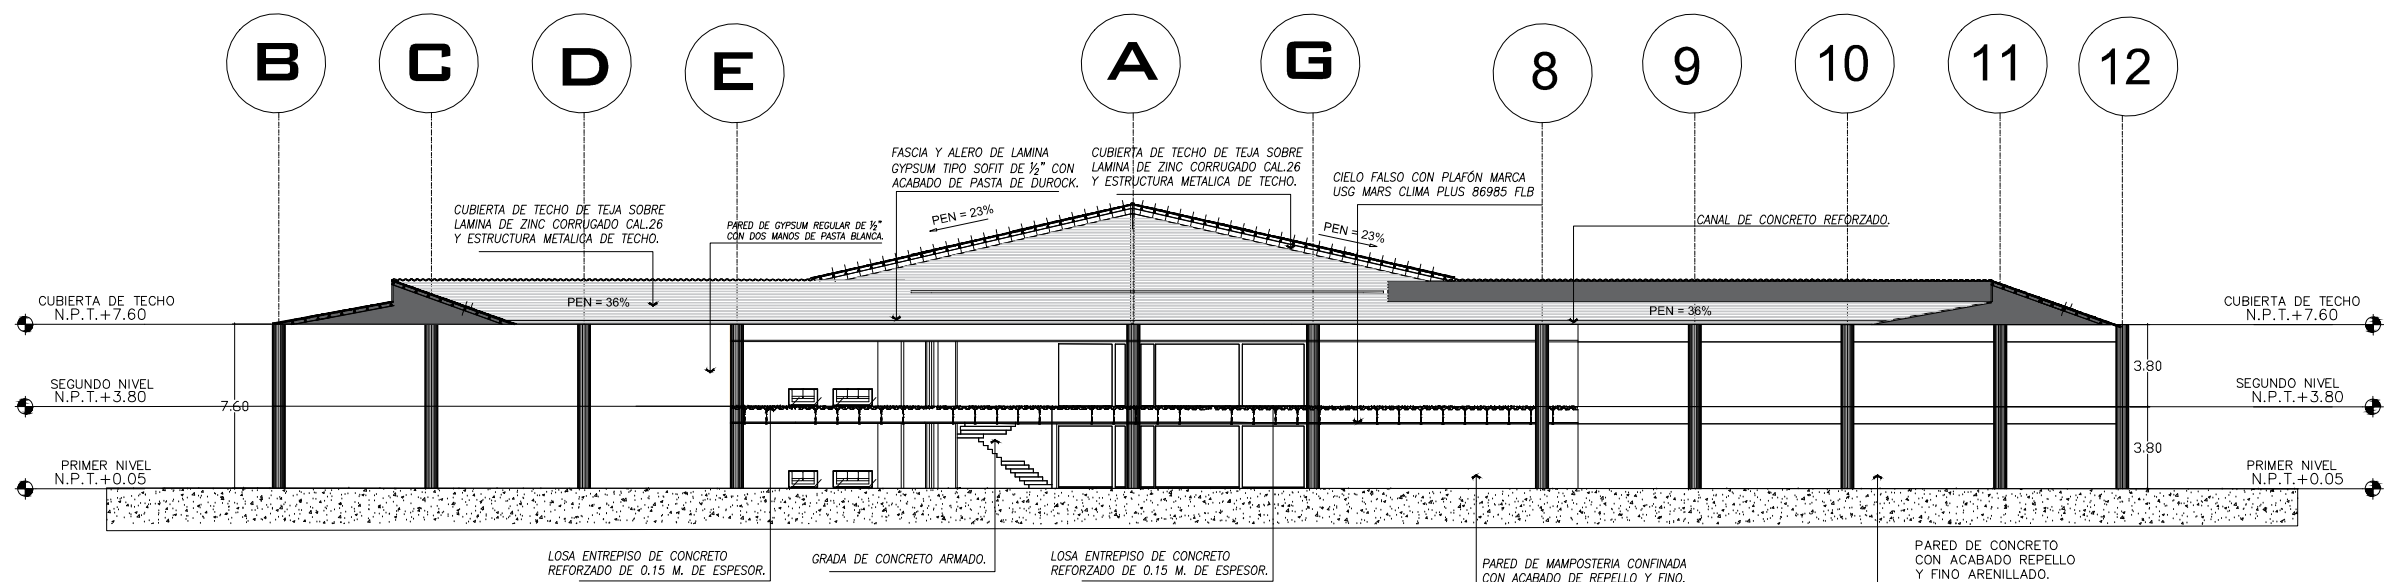 B C D E A G 8 9 10 11 12
FASCIA Y ALERO DE LAMINA
GYPSUM TIPO SOFIT DE ½" CON
ACABADO DE PASTA DE DUROCK.
CUBIERTA DE TECHO DE TEJA SOBRE
LAMINA DE ZINC CORRUGADO CAL.26
Y ESTRUCTURA METALICA DE TECHO.
CIELO FALSO CON PLAFÓN MARCA
USG MARS CLIMA PLUS 86985 FLB
CUBIERTA DE TECHO DE TEJA SOBRE
LAMINA DE ZINC CORRUGADO CAL.26
Y ESTRUCTURA METALICA DE TECHO.
PARED DE GYPSUM REGULAR DE ½"
CON DOS MANOS DE PASTA BLANCA.
PEN = 23%
PEN = 23%
CANAL DE CONCRETO REFORZADO.
CUBIERTA DE TECHO
N.P.T.+7.60
PEN = 36%
PEN = 36%
CUBIERTA DE TECHO
N.P.T.+7.60
SEGUNDO NIVEL
N.P.T.+3.80
7.60
3.80
SEGUNDO NIVEL
N.P.T.+3.80
PRIMER NIVEL
N.P.T.+0.05
3.80
PRIMER NIVEL
N.P.T.+0.05
LOSA ENTREPISO DE CONCRETO
REFORZADO DE 0.15 M. DE ESPESOR.
GRADA DE CONCRETO ARMADO.
LOSA ENTREPISO DE CONCRETO
REFORZADO DE 0.15 M. DE ESPESOR.
PARED DE MAMPOSTERIA CONFINADA
CON ACABADO DE REPELLO Y FINO.
PARED DE CONCRETO
CON ACABADO REPELLO
Y FINO ARENILLADO.